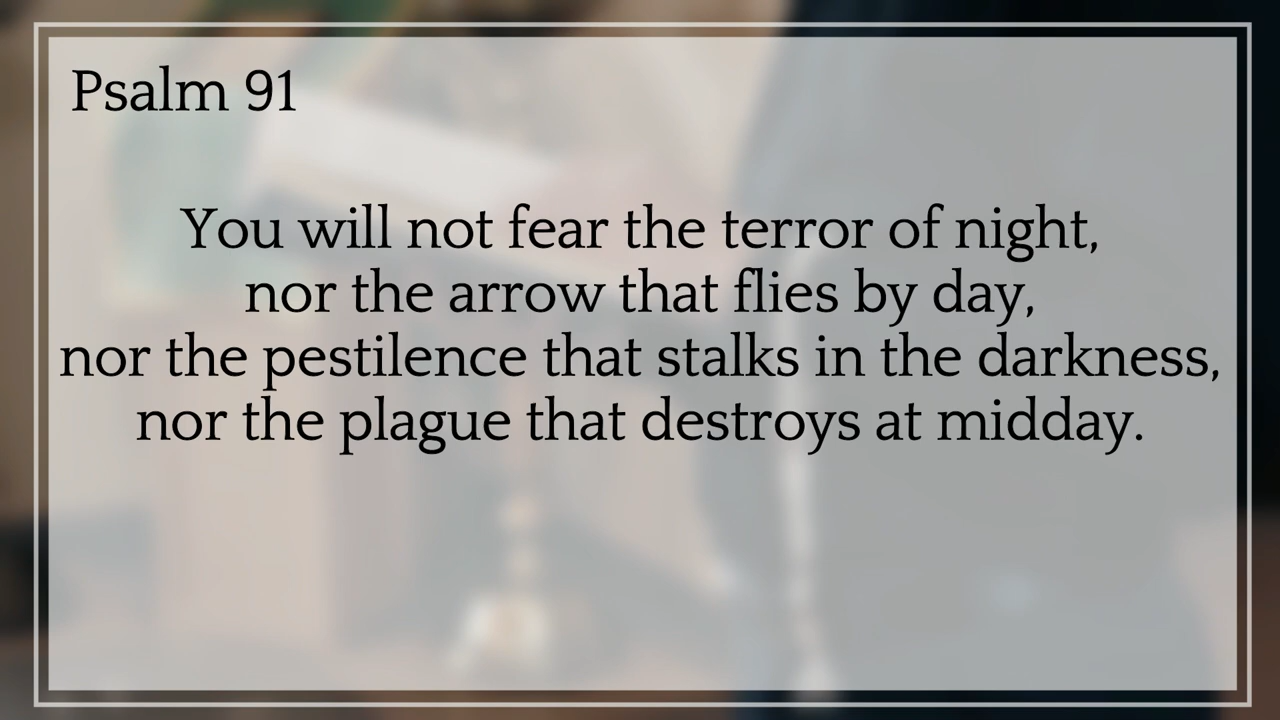 Psalm 91
You will not fear the terror of night,
nor the arrow that flies by day,
nor the pestilence that stalks in the darkness,
nor the plague that destroys at midday.